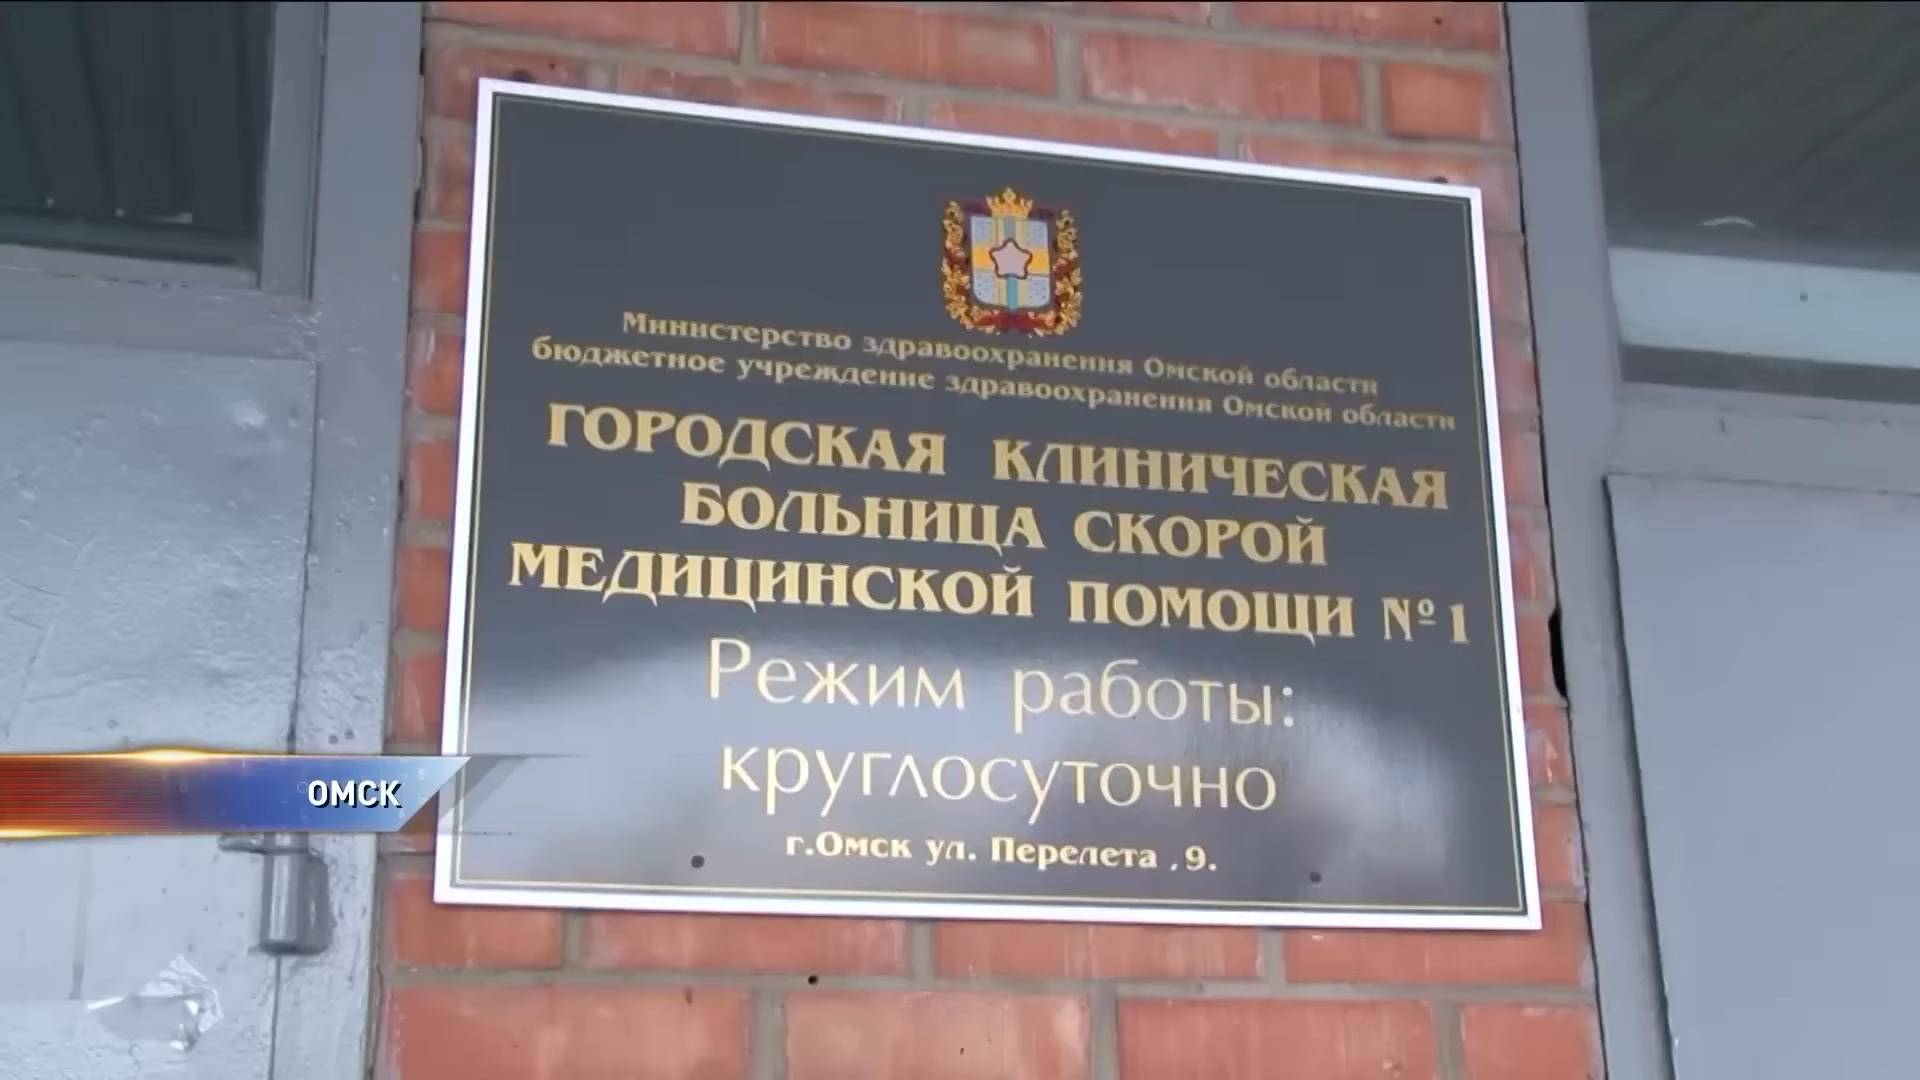 Министерство здравоохранения Омской области
бюджетное учреждение здравоохранения Омской области
ГОРОДСКАЯ КЛИНИЧЕСКАЯ
БОЛЬНИЦА СКОРОЙ
МЕДИЦИНСКОЙ ПОМОЩИ №1
Режим работы:
круглосуточно
г.Омск ул. Перелета ,9.
ОМСК